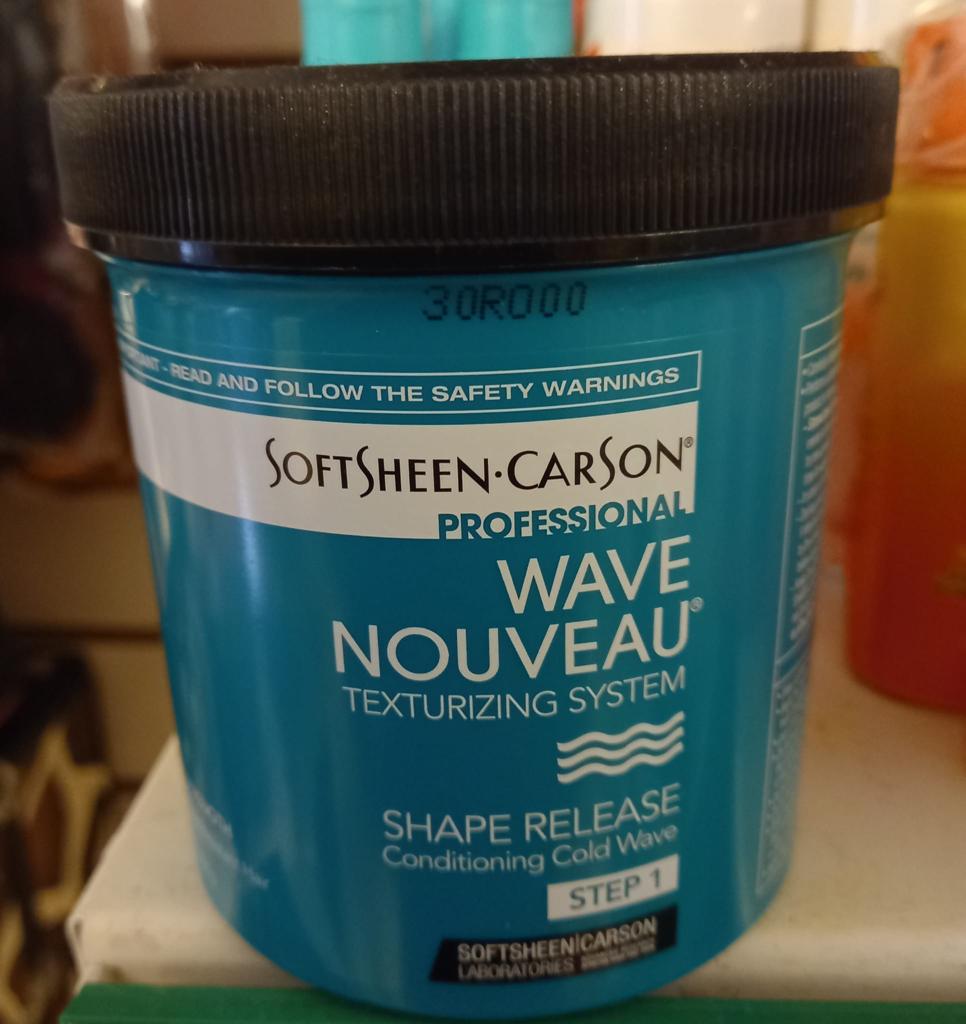 30R000
- READ AND FOLLOW THE SAFETY WARNINGS
SOFTSHEEN·CARSON®
PROFESSIONAL
WAVE
NOUVEAU®
TEXTURIZING SYSTEM
SHAPE RELEASE
Conditioning Cold Wave
STEP 1
SOFTSHEEN|CARSON
LABORATORIES